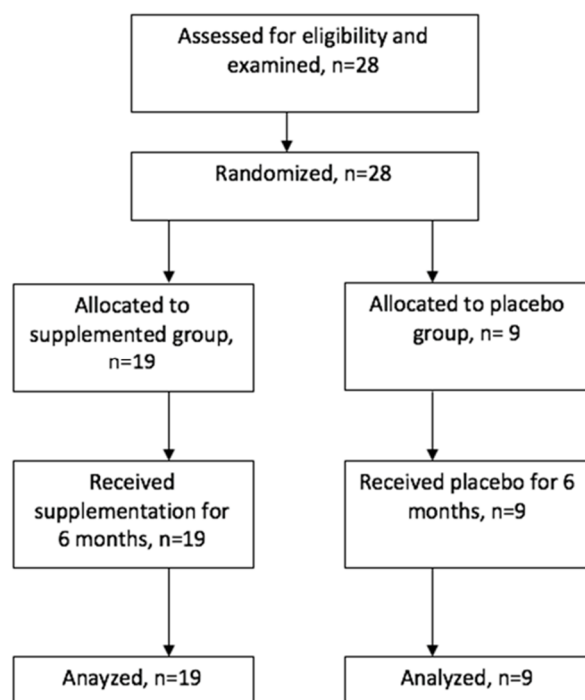 Assessed for eligibility and
examined, n=28
Randomized, n=28
Allocated to
supplemented group,
n=19
Allocated to placebo
group, n= 9
Received
supplementation for
6 months, n=19
Received placebo for 6
months, n=9
Anayzed, n=19
Analyzed, n=9